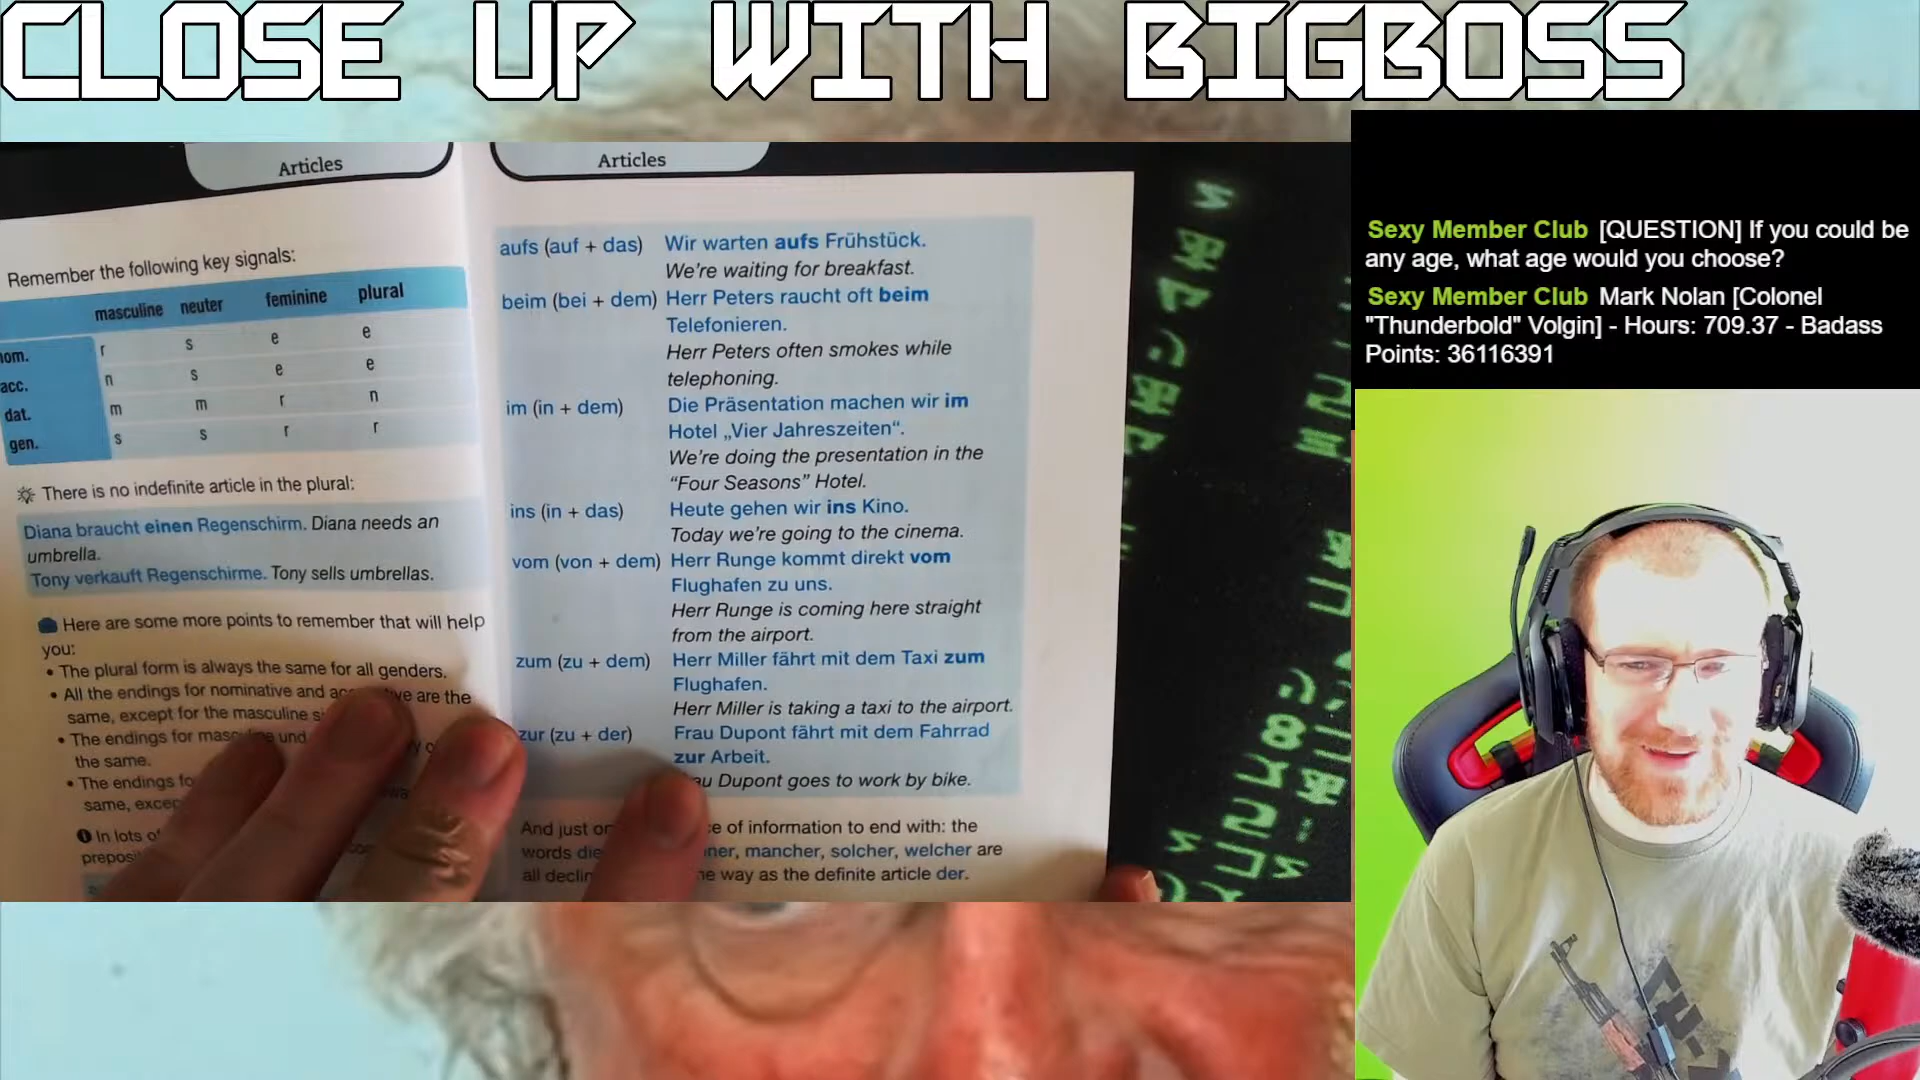 CLOSE UP WITH BIGBOSS
Articles
Remember the following key signals:
masculine neuter feminine plural
nom. r s e e
acc. n s e e
dat. m m r n
gen. s s r r
There is no indefinite article in the plural:
Diana braucht einen Regenschirm. Diana needs an
umbrella.
Tony verkauft Regenschirme. Tony sells umbrellas.
Here are some more points to remember that will help
you:
• The plural form is always the same for all genders.
• All the endings for nominative and are the
same, except for the masculine
• The endings for und
the same.
• The endings
same,
In lots
Articles
aufs (auf + das) Wir warten aufs Frühstück.
We're waiting for breakfast.
beim (bei + dem) Herr Peters raucht oft beim
Telefonieren.
Herr Peters often smokes while
telephoning.
im (in + dem) Die Präsentation machen wir im
Hotel „Vier Jahreszeiten“.
We're doing the presentation in the
“Four Seasons” Hotel.
ins (in + das) Heute gehen wir ins Kino.
Today we're going to the cinema.
vom (von + dem) Herr Runge kommt direkt vom
Flughafen zu uns.
Herr Runge is coming here straight
from the airport.
zum (zu + dem) Herr Miller fährt mit dem Taxi zum
Flughafen.
Herr Miller is taking a taxi to the airport.
zur (zu + der) Frau Dupont fährt mit dem Fahrrad
zur Arbeit.
Dupont goes to work by bike.
And just of information to end with: the
words mancher, solcher, welcher are
all way as the definite article der.
Sexy Member Club [QUESTION] If you could be
any age, what age would you choose?
Sexy Member Club Mark Nolan [Colonel
"Thunderbold" Volgin] - Hours: 709.37 - Badass
Points: 36116391